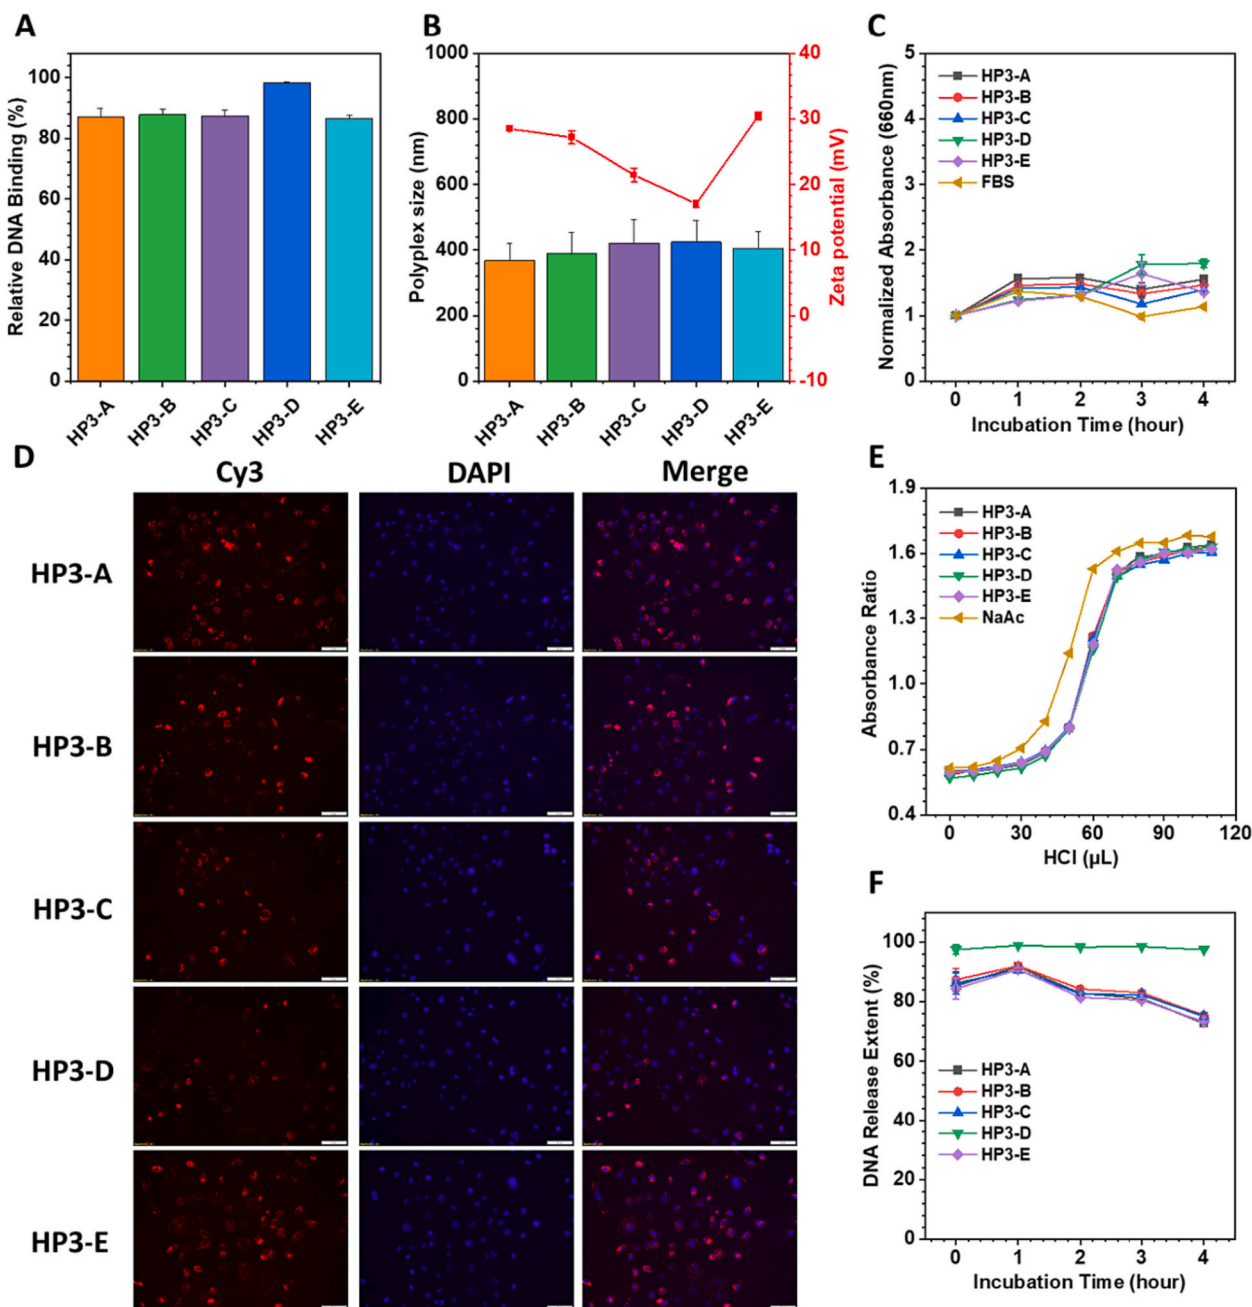 A
Relative DNA Binding (%)
100
80
60
40
20
0
HP3-A
HP3-B
HP3-C
HP3-D
HP3-E
B
Polyplex size (nm)
1000
800
600
400
200
0
40
30
20
10
0
-10
Zeta potential (mV)
HP3-A
HP3-B
HP3-C
HP3-D
HP3-E
C
Normalized Absorbance (660nm)
5
4
3
2
1
0
HP3-A
HP3-B
HP3-C
HP3-D
HP3-E
FBS
0 1 2 3 4
Incubation Time (hour)
D
Cy3 DAPI Merge
HP3-A
HP3-B
HP3-C
HP3-D
HP3-E
E
Absorbance Ratio
1.9
1.6
1.3
1.0
0.7
0.4
HP3-A
HP3-B
HP3-C
HP3-D
HP3-E
NaAc
0 30 60 90 120
HCl (µL)
F
DNA Release Extent (%)
100
80
60
40
20
0
HP3-A
HP3-B
HP3-C
HP3-D
HP3-E
0 1 2 3 4
Incubation Time (hour)